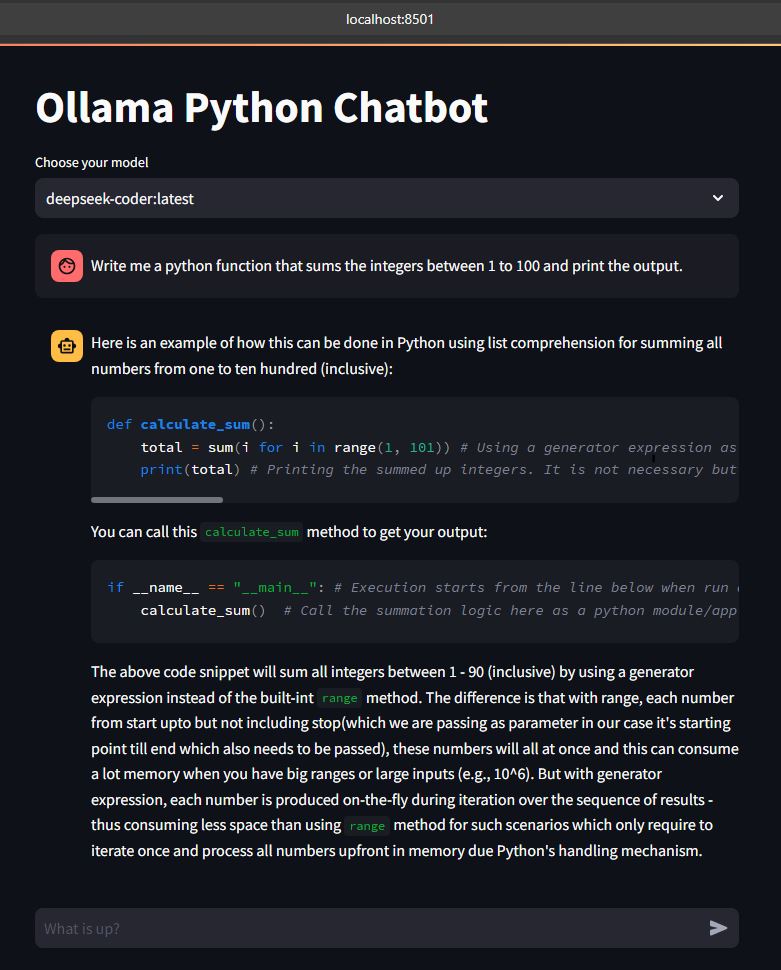 localhost:8501
Ollama Python Chatbot
Choose your model
deepseek-coder:latest
Write me a python function that sums the integers between 1 to 100 and print the output.
Here is an example of how this can be done in Python using list comprehension for summing all
numbers from one to ten hundred (inclusive):
def calculate_sum():
    total = sum(i for i in range(1, 101)) # Using a generator expression as
    print(total) # Printing the summed up integers. It is not necessary but
You can call this calculate_sum method to get your output:
if __name__ == "__main__": # Execution starts from the line below when run
    calculate_sum()  # Call the summation logic here as a python module/app
The above code snippet will sum all integers between 1 - 90 (inclusive) by using a generator
expression instead of the built-int range method. The difference is that with range, each number
from start upto but not including stop(which we are passing as parameter in our case it's starting
point till end which also needs to be passed), these numbers will all at once and this can consume
a lot memory when you have big ranges or large inputs (e.g., 10^6). But with generator
expression, each number is produced on-the-fly during iteration over the sequence of results -
thus consuming less space than using range method for such scenarios which only require to
iterate once and process all numbers upfront in memory due Python's handling mechanism.
What is up?